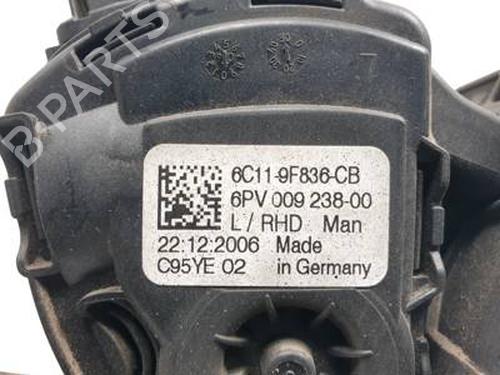 B-PARTS
6C11-9F836-CB
6PV 009 238-00
L / RHD Man
22.12.2006 Made
C95YE 02 in Germany